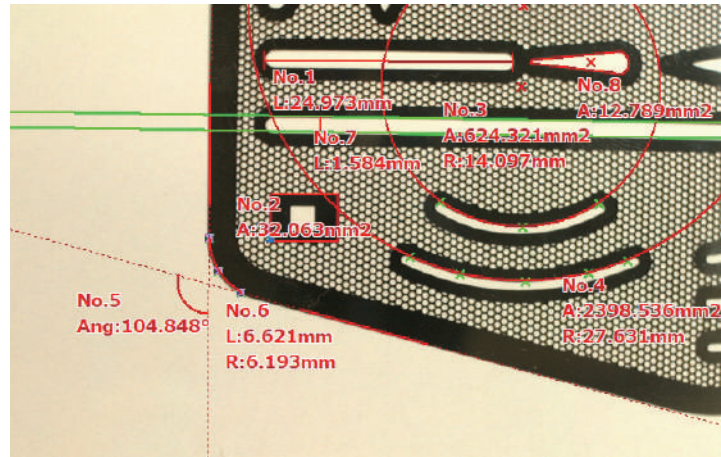 No.1
L:24.973mm
No.8
A:12.789mm2
No.3
A:624.321mm2
R:14.097mm
No.7
L:1.584mm
No.2
A:32.063mm2
No.5
Ang:104.848°
No.6
L:6.621mm
R:6.193mm
No.4
A:2398.536mm2
R:27.631mm